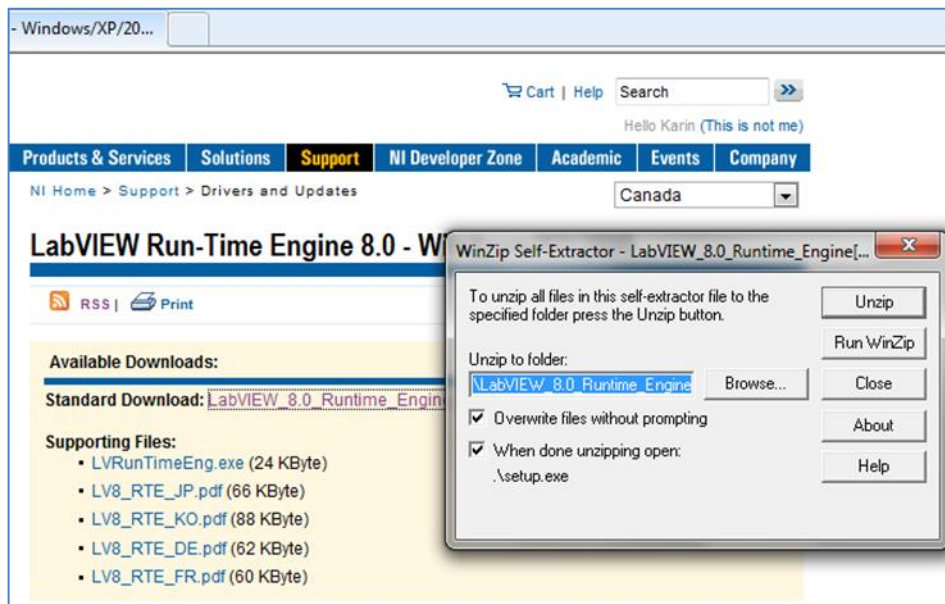 - Windows/XP/20...
Cart | Help Search
Hello Karin (This is not me)
Products & Services Solutions Support NI Developer Zone Academic Events Company
NI Home > Support > Drivers and Updates
Canada
LabVIEW Run-Time Engine 8.0 - Wi
RSS | Print
Available Downloads:
Standard Download: LabVIEW_8.0_Runtime_Engin
Supporting Files:
▪ LVRunTimeEng.exe (24 KByte)
▪ LV8_RTE_JP.pdf (66 KByte)
▪ LV8_RTE_KO.pdf (88 KByte)
▪ LV8_RTE_DE.pdf (62 KByte)
▪ LV8_RTE_FR.pdf (60 KByte)
WinZip Self-Extractor - LabVIEW_8.0_Runtime_Engine[...
To unzip all files in this self-extractor file to the
specified folder press the Unzip button.
Unzip to folder:
\LabVIEW_8.0_Runtime_Engine
Browse...
Overwrite files without prompting
When done unzipping open:
.\setup.exe
Unzip
Run WinZip
Close
About
Help